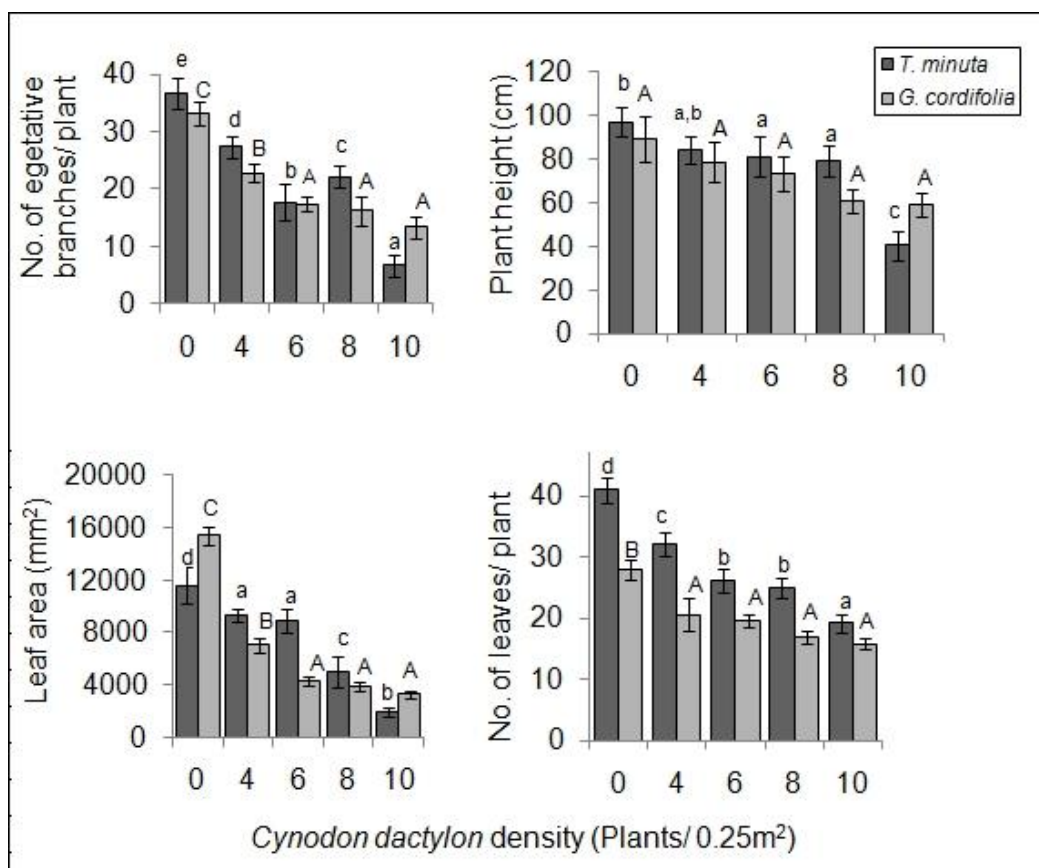 No. of egetative
branches/ plant
40
30
20
10
0
e
C
d
B
b
A
c
A
a
A
0 4 6 8 10
Plant height (cm)
120
100
80
60
40
20
0
b
A
a,b
A
a
A
a
A
c
A
0 4 6 8 10
T. minuta
G. cordifolia
Leaf area (mm²)
20000
16000
12000
8000
4000
0
d
C
a
B
a
A
c
A
b
A
0 4 6 8 10
No. of leaves/ plant
40
30
20
10
0
d
B
c
A
b
A
b
A
a
A
0 4 6 8 10
Cynodon dactylon density (Plants/ 0.25m²)